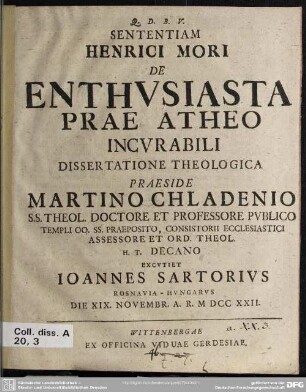 Q. D. B. V.
SENTENTIAM
HENRICI MORI
DE
ENTHVSIASTA
PRAE ATHEO
INCVRABILI
DISSERTATIONE THEOLOGICA
PRAESIDE
MARTINO CHLADENIO
S.S. THEOL. DOCTORE ET PROFESSORE PVBLICO
TEMPLI OO. SS. PRAEPOSITO, CONSISTORII ECCLESIASTICI
ASSESSORE ET ORD. THEOL.
H. T. DECANO
EXCVTIET
IOANNES SARTORIVS
ROSNAVIA-HVNGARVS
DIE XIX. NOVEMBR. A. R. M DCC XXII.
WITTENBERGAE
EX OFFICINA VIDVAE GERDESIAE.
Coll. diss. A
20, 3